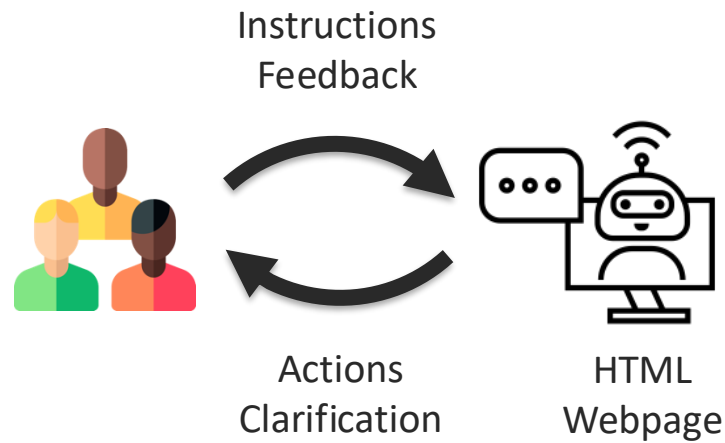 Instructions
Feedback
Actions
Clarification
HTML
Webpage